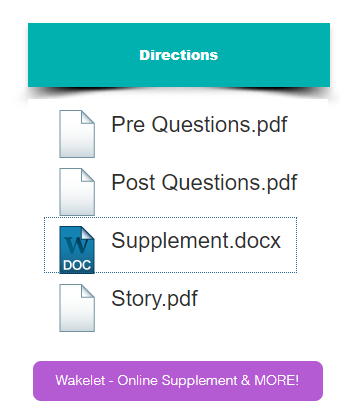 Directions
Pre Questions.pdf
Post Questions.pdf
W
DOC
Supplement.docx
Story.pdf
Wakelet - Online Supplement & MORE!